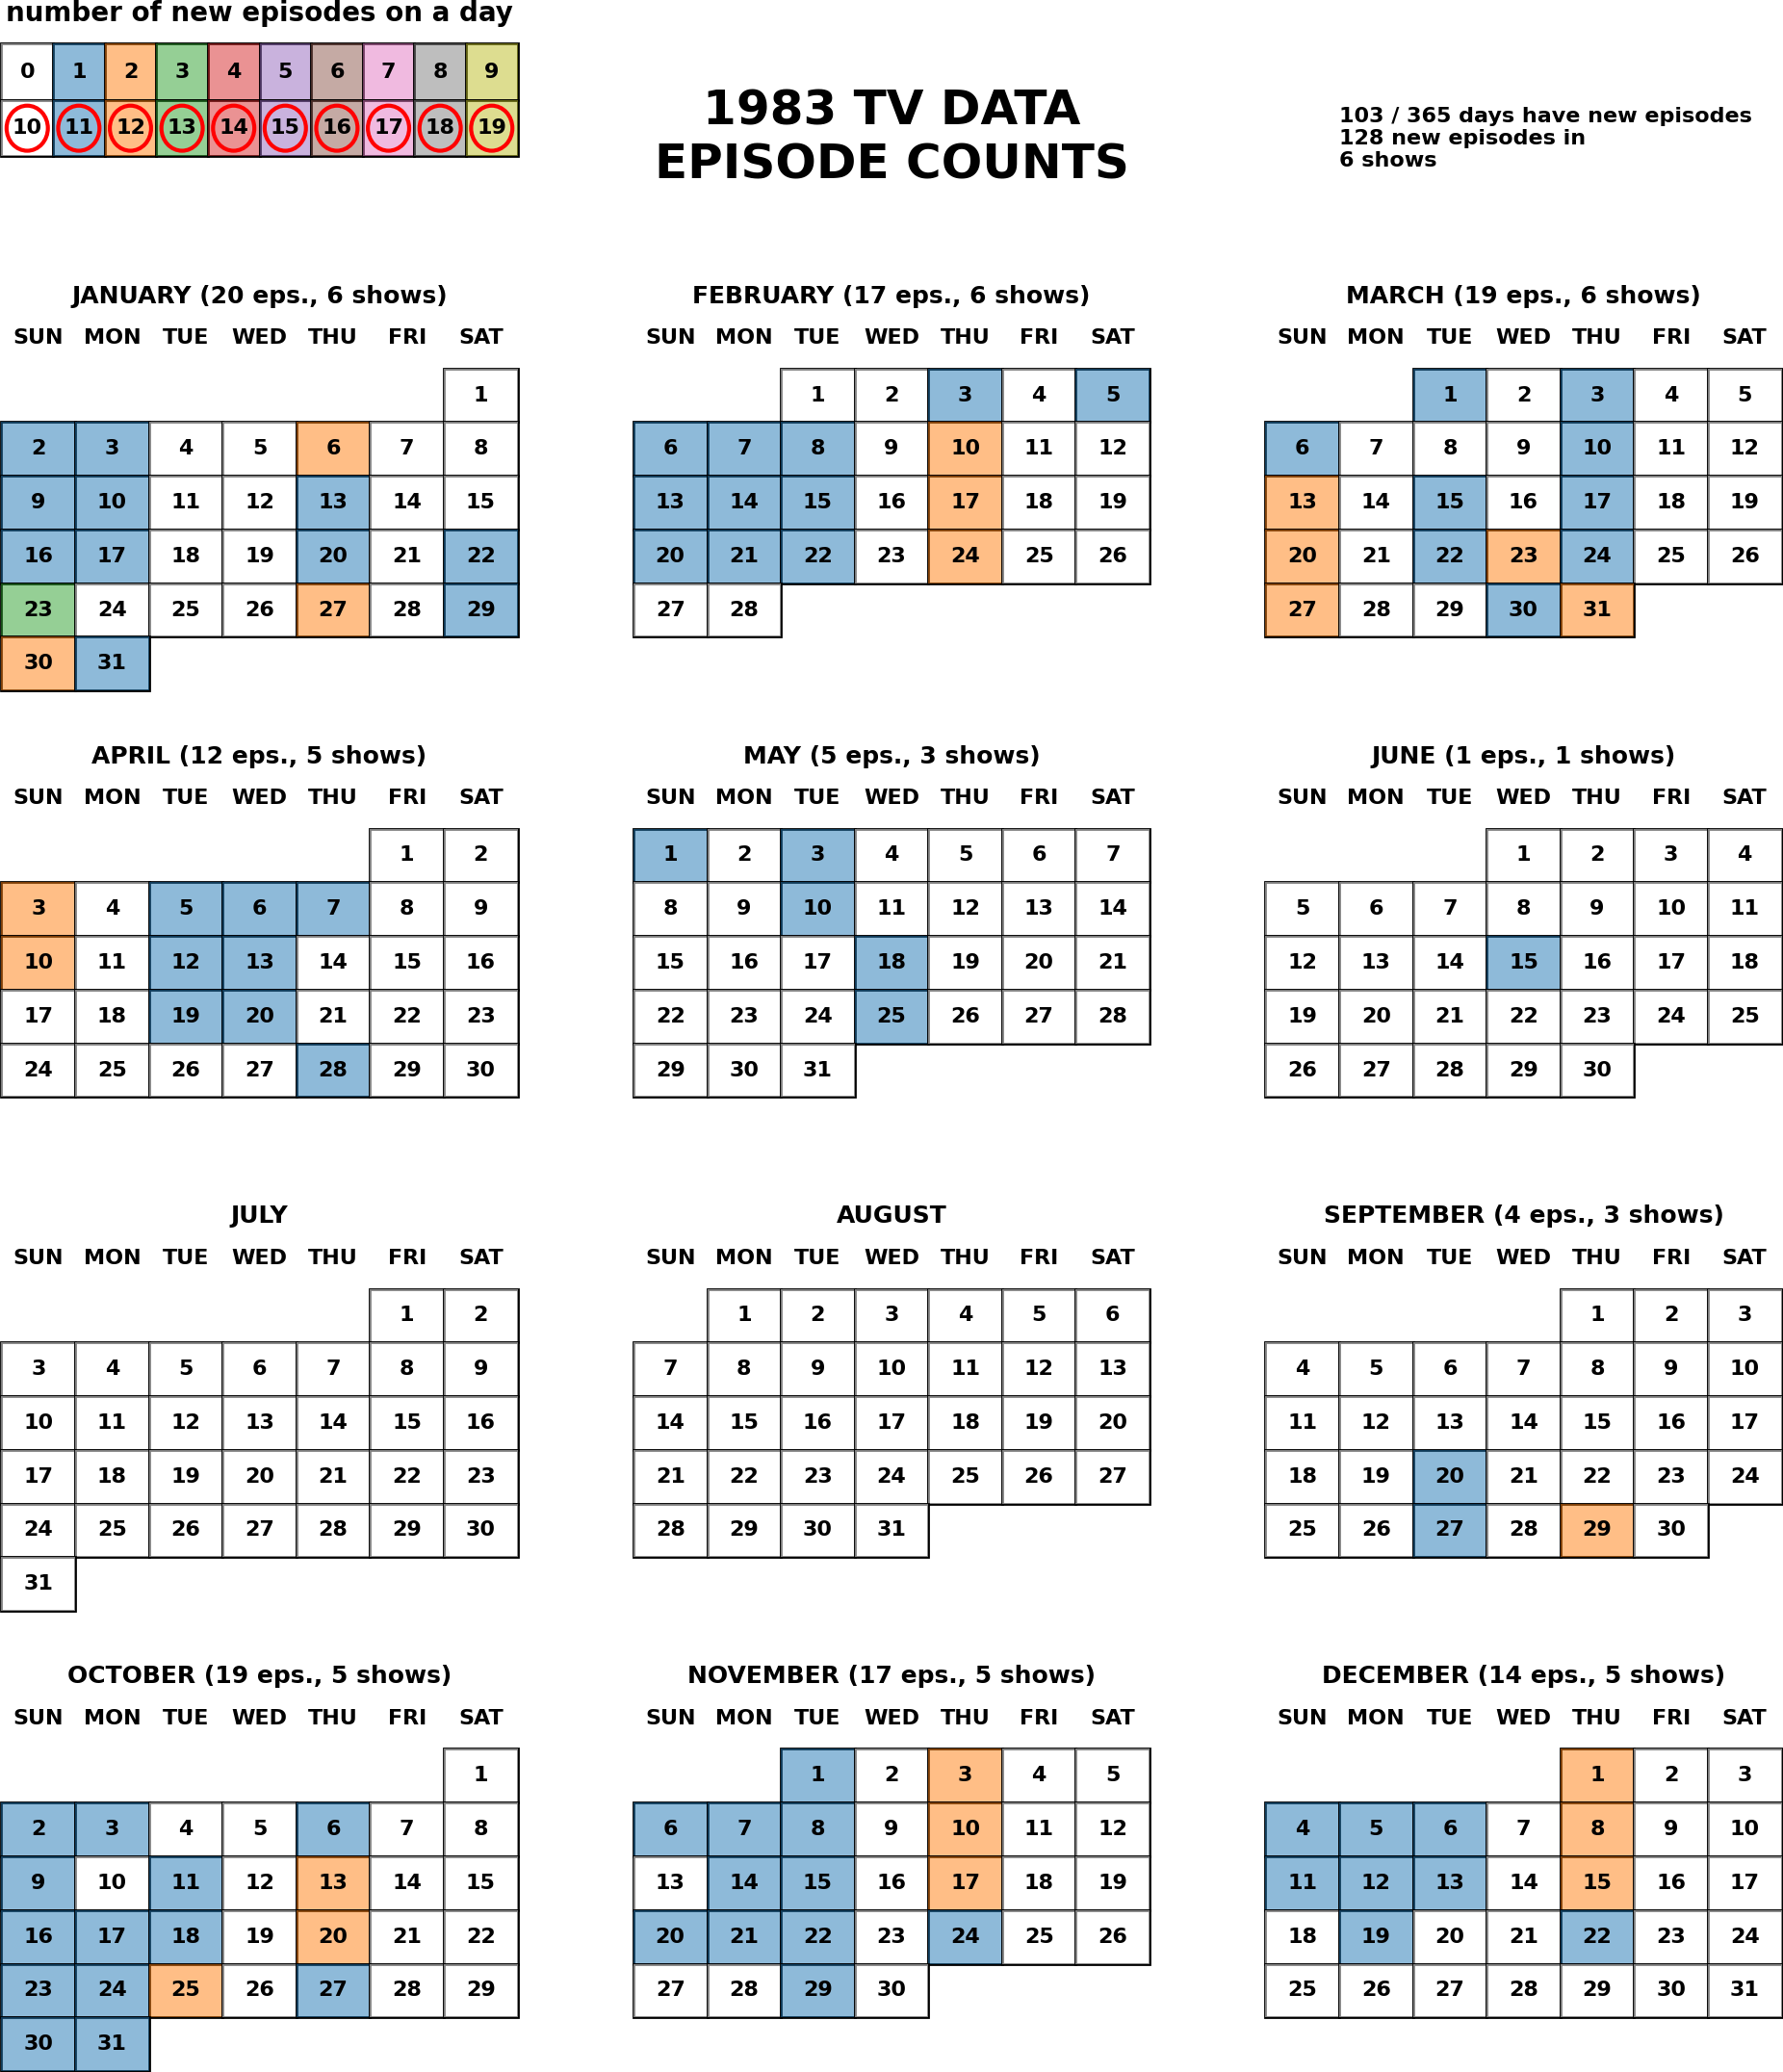 number of new episodes on a day
0 1 2 3 4 5 6 7 8 9
10 11 12 13 14 15 16 17 18 19
1983 TV DATA
EPISODE COUNTS
103 / 365 days have new episodes
128 new episodes in
6 shows
JANUARY (20 eps., 6 shows)
SUN MON TUE WED THU FRI SAT
1
2 3 4 5 6 7 8
9 10 11 12 13 14 15
16 17 18 19 20 21 22
23 24 25 26 27 28 29
30 31
FEBRUARY (17 eps., 6 shows)
SUN MON TUE WED THU FRI SAT
1 2 3 4 5
6 7 8 9 10 11 12
13 14 15 16 17 18 19
20 21 22 23 24 25 26
27 28
MARCH (19 eps., 6 shows)
SUN MON TUE WED THU FRI SAT
1 2 3 4 5
6 7 8 9 10 11 12
13 14 15 16 17 18 19
20 21 22 23 24 25 26
27 28 29 30 31
APRIL (12 eps., 5 shows)
SUN MON TUE WED THU FRI SAT
1 2
3 4 5 6 7 8 9
10 11 12 13 14 15 16
17 18 19 20 21 22 23
24 25 26 27 28 29 30
MAY (5 eps., 3 shows)
SUN MON TUE WED THU FRI SAT
1 2 3 4 5 6 7
8 9 10 11 12 13 14
15 16 17 18 19 20 21
22 23 24 25 26 27 28
29 30 31
JUNE (1 eps., 1 shows)
SUN MON TUE WED THU FRI SAT
1 2 3 4
5 6 7 8 9 10 11
12 13 14 15 16 17 18
19 20 21 22 23 24 25
26 27 28 29 30
JULY
SUN MON TUE WED THU FRI SAT
1 2
3 4 5 6 7 8 9
10 11 12 13 14 15 16
17 18 19 20 21 22 23
24 25 26 27 28 29 30
31
AUGUST
SUN MON TUE WED THU FRI SAT
1 2 3 4 5 6
7 8 9 10 11 12 13
14 15 16 17 18 19 20
21 22 23 24 25 26 27
28 29 30 31
SEPTEMBER (4 eps., 3 shows)
SUN MON TUE WED THU FRI SAT
1 2 3
4 5 6 7 8 9 10
11 12 13 14 15 16 17
18 19 20 21 22 23 24
25 26 27 28 29 30
OCTOBER (19 eps., 5 shows)
SUN MON TUE WED THU FRI SAT
1
2 3 4 5 6 7 8
9 10 11 12 13 14 15
16 17 18 19 20 21 22
23 24 25 26 27 28 29
30 31
NOVEMBER (17 eps., 5 shows)
SUN MON TUE WED THU FRI SAT
1 2 3 4 5
6 7 8 9 10 11 12
13 14 15 16 17 18 19
20 21 22 23 24 25 26
27 28 29 30
DECEMBER (14 eps., 5 shows)
SUN MON TUE WED THU FRI SAT
1 2 3
4 5 6 7 8 9 10
11 12 13 14 15 16 17
18 19 20 21 22 23 24
25 26 27 28 29 30 31